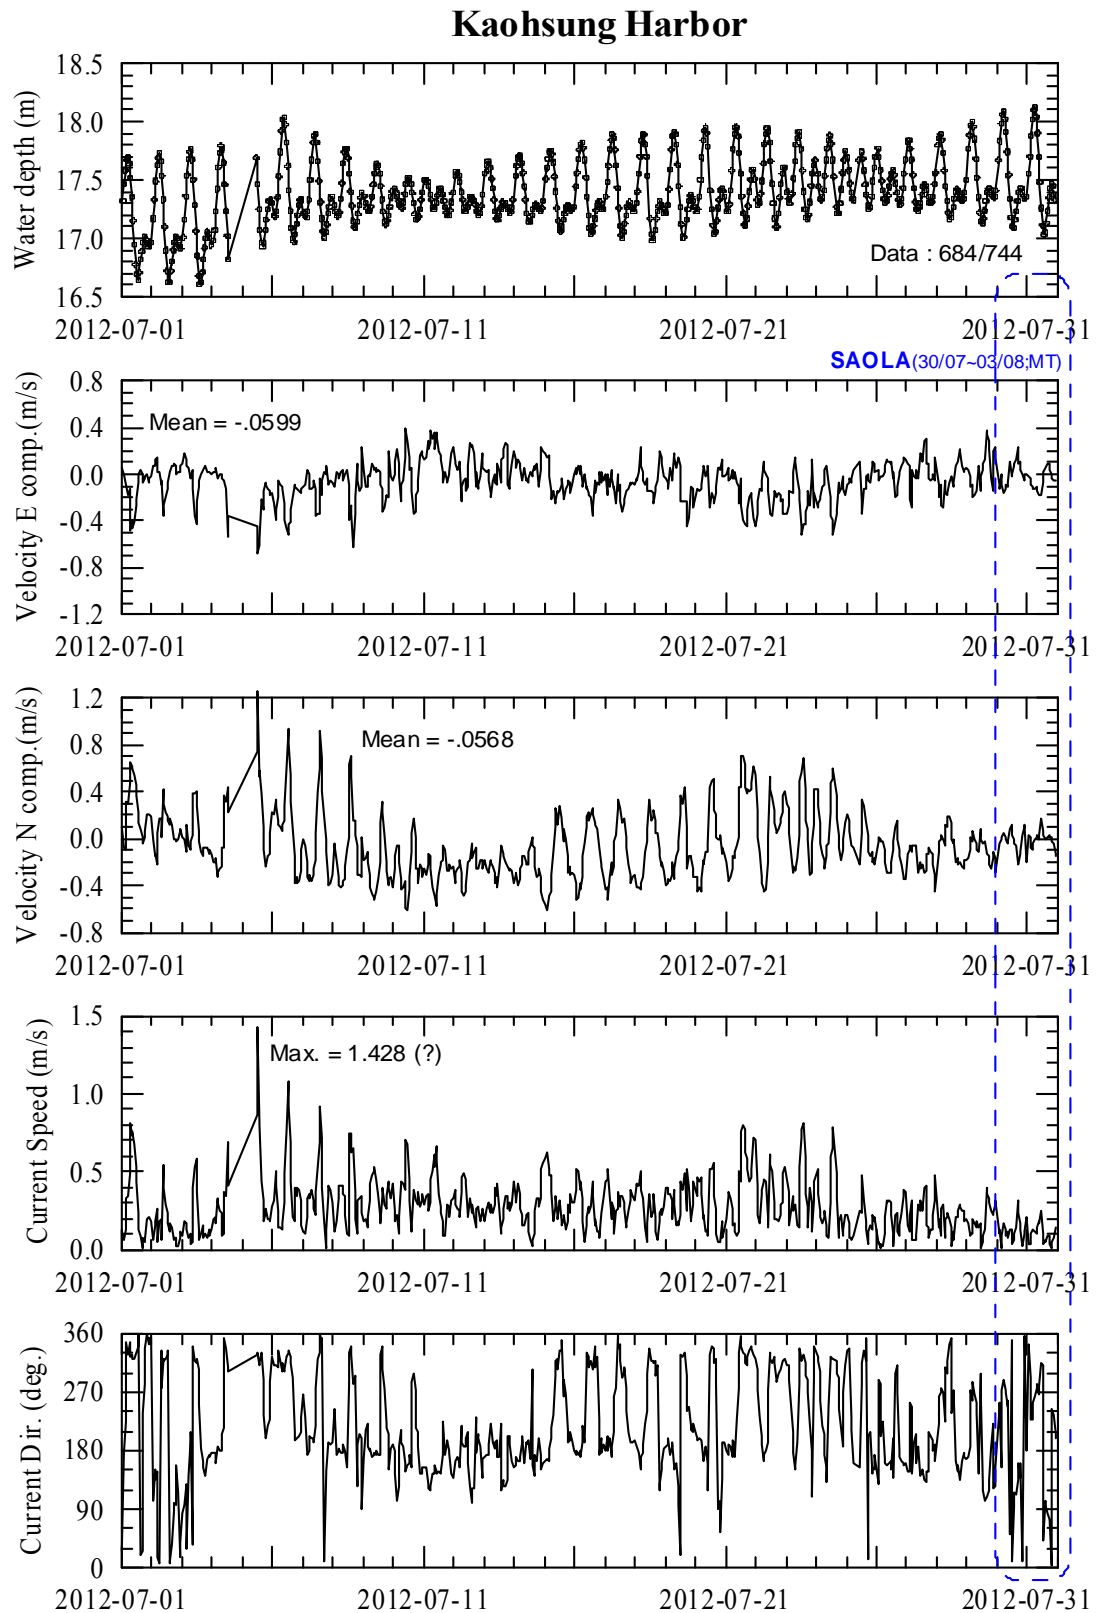 Kaohsung Harbor
18.5
18.0
17.5
17.0
16.5
Water depth (m)
Data : 684/744
2012-07-01 2012-07-11 2012-07-21 2012-07-31
SAOLA(30/07~03/08;MT)
0.8
0.4
0.0
-0.4
-0.8
-1.2
Velocity E comp.(m/s)
Mean = -.0599
2012-07-01 2012-07-11 2012-07-21 2012-07-31
1.2
0.8
0.4
0.0
-0.4
-0.8
Velocity N comp.(m/s)
Mean = -.0568
2012-07-01 2012-07-11 2012-07-21 2012-07-31
1.5
1.0
0.5
0.0
Current Speed (m/s)
Max. = 1.428 (?)
2012-07-01 2012-07-11 2012-07-21 2012-07-31
360
270
180
90
0
Current Dir. (deg.)
2012-07-01 2012-07-11 2012-07-21 2012-07-31